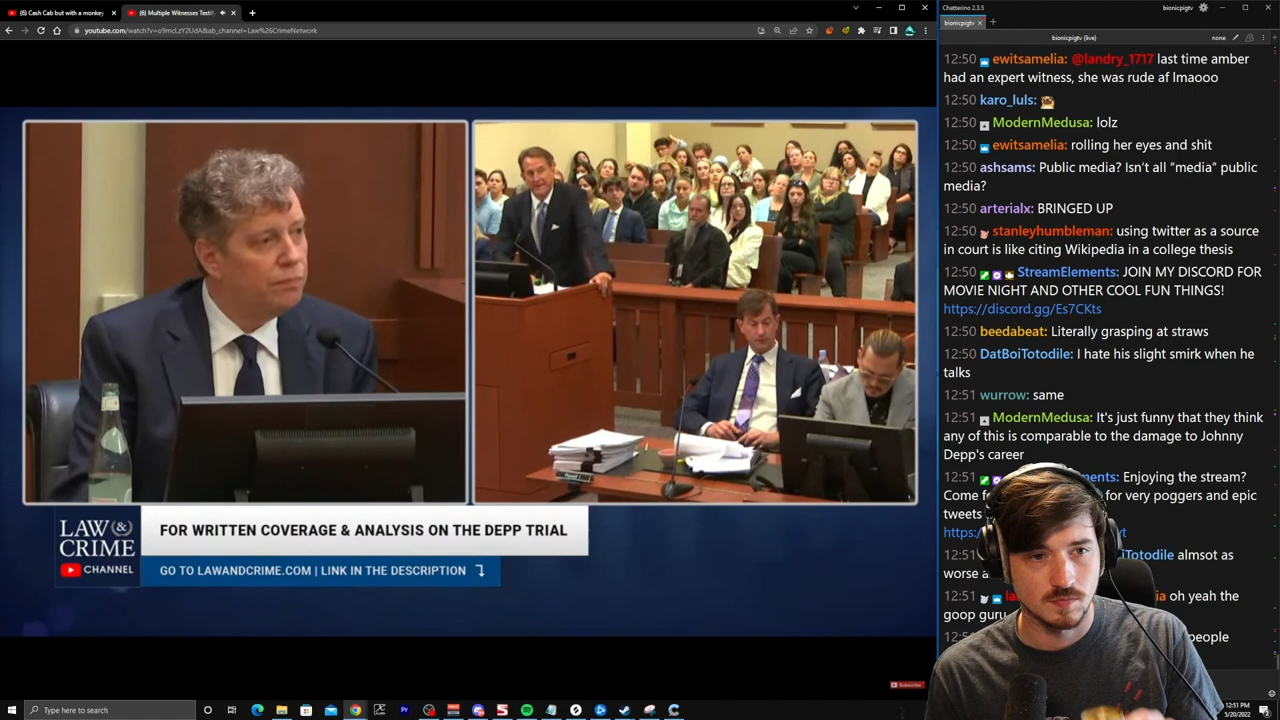 (6) Cash Cab but with a monkey
(6) Multiple Witnesses Testi
youtube.com/watch?v=o9mcLzY2UdA&ab_channel=Law%26CrimeNetwork
LAW &
CRIME
CHANNEL
FOR WRITTEN COVERAGE & ANALYSIS ON THE DEPP TRIAL
GO TO LAWANDCRIME.COM | LINK IN THE DESCRIPTION
Subscribe
Chatterino 2.3.5
bionicpigtv
bionicpigtv
bionicpigtv (live)
none
12:50 ewitsamelia: @landry_1717 last time amber
had an expert witness, she was rude af lmaooo
12:50 karo_luls:
12:50 ModernMedusa: lolz
12:50 ewitsamelia: rolling her eyes and shit
12:50 ashsams: Public media? Isn't all "media" public
media?
12:50 arterialx: BRINGED UP
12:50 stanleyhumbleman: using twitter as a source
in court is like citing Wikipedia in a college thesis
12:50 StreamElements: JOIN MY DISCORD FOR
MOVIE NIGHT AND OTHER COOL FUN THINGS!
https://discord.gg/Es7CKts
12:50 beedabeat: Literally grasping at straws
12:50 DatBoiTotodile: I hate his slight smirk when he
talks
12:51 wurrow: same
12:51 ModernMedusa: It's just funny that they think
any of this is comparable to the damage to Johnny
Depp's career
12:51 ments: Enjoying the stream?
Come for very poggers and epic
tweets
https:/
12:51 iTotodile almsot as
worse a
12:51 ia oh yeah the
goop guru
people
Type here to search
12:51 PM
5/20/2022